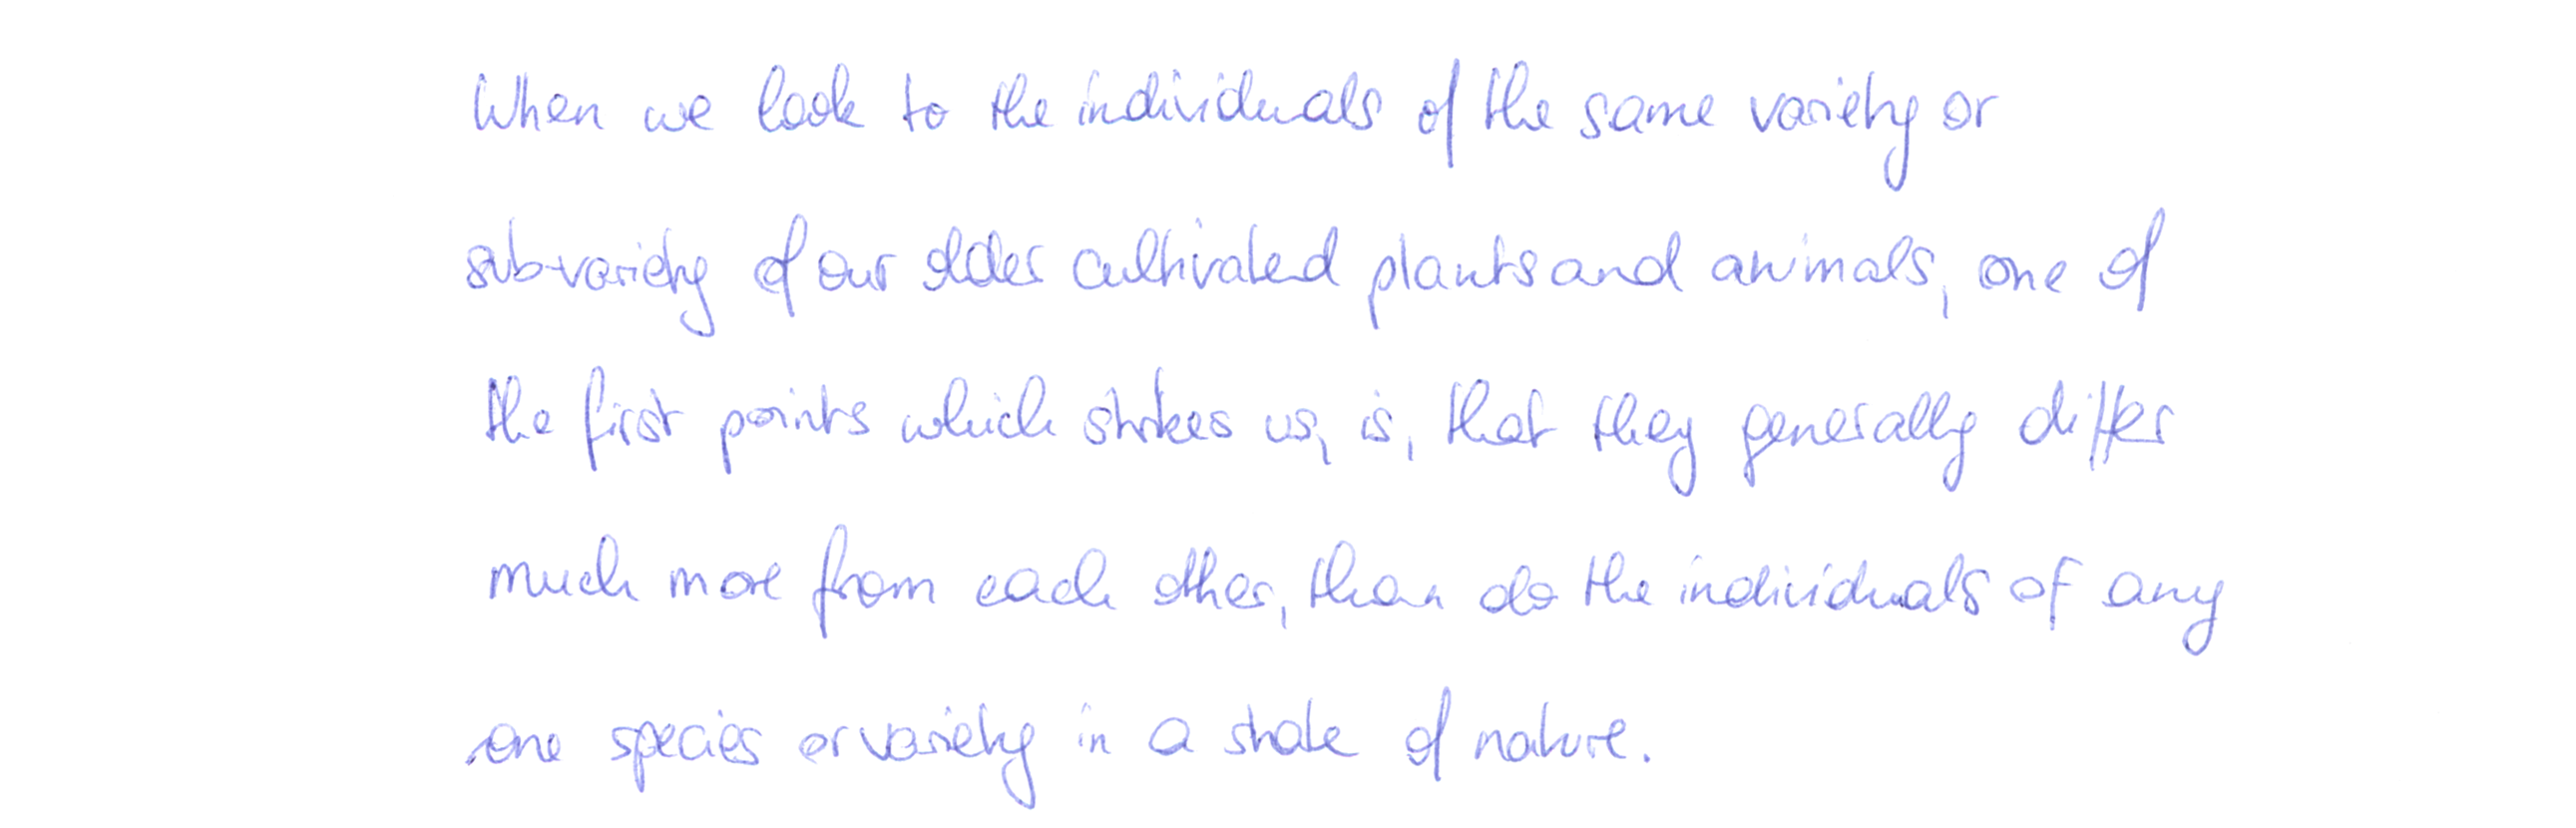 When we look to the individuals of the same variety or
sub-variety of our older cultivated plants and animals, one of
the first points which strikes us, is, that they generally differ
much more from each other, than do the individuals of any
one species or variety in a state of nature.